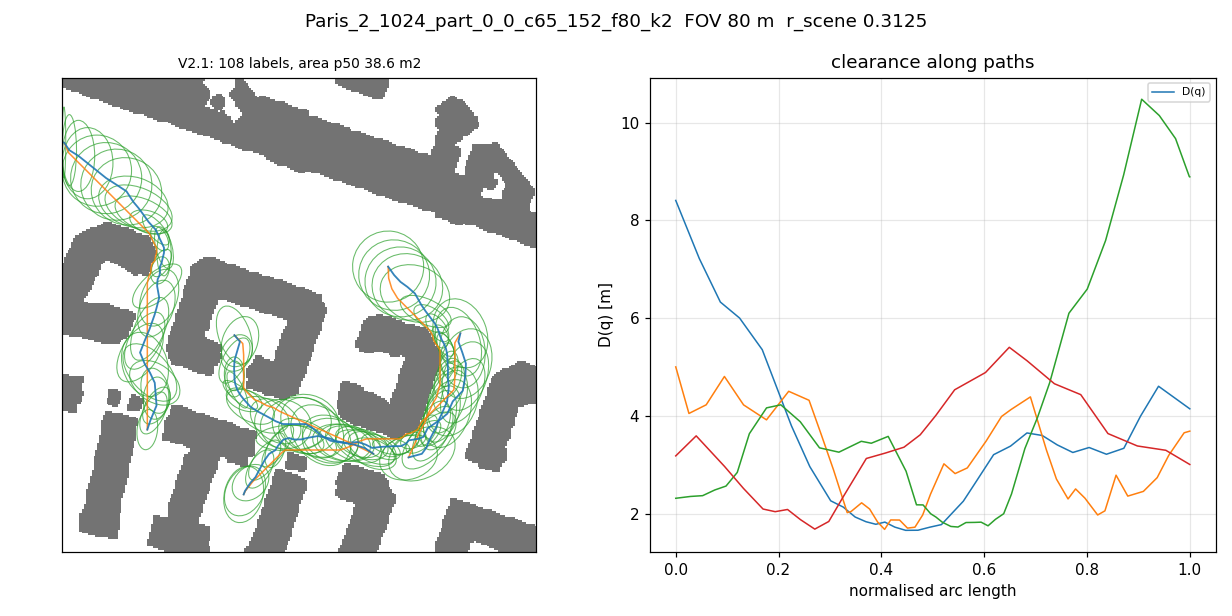 Paris_2_1024_part_0_0_c65_152_f80_k2  FOV 80 m  r_scene 0.3125
V2.1: 108 labels, area p50 38.6 m2
clearance along paths
D(q)
10
8
6
4
2
D(q) [m]
0.0 0.2 0.4 0.6 0.8 1.0
normalised arc length